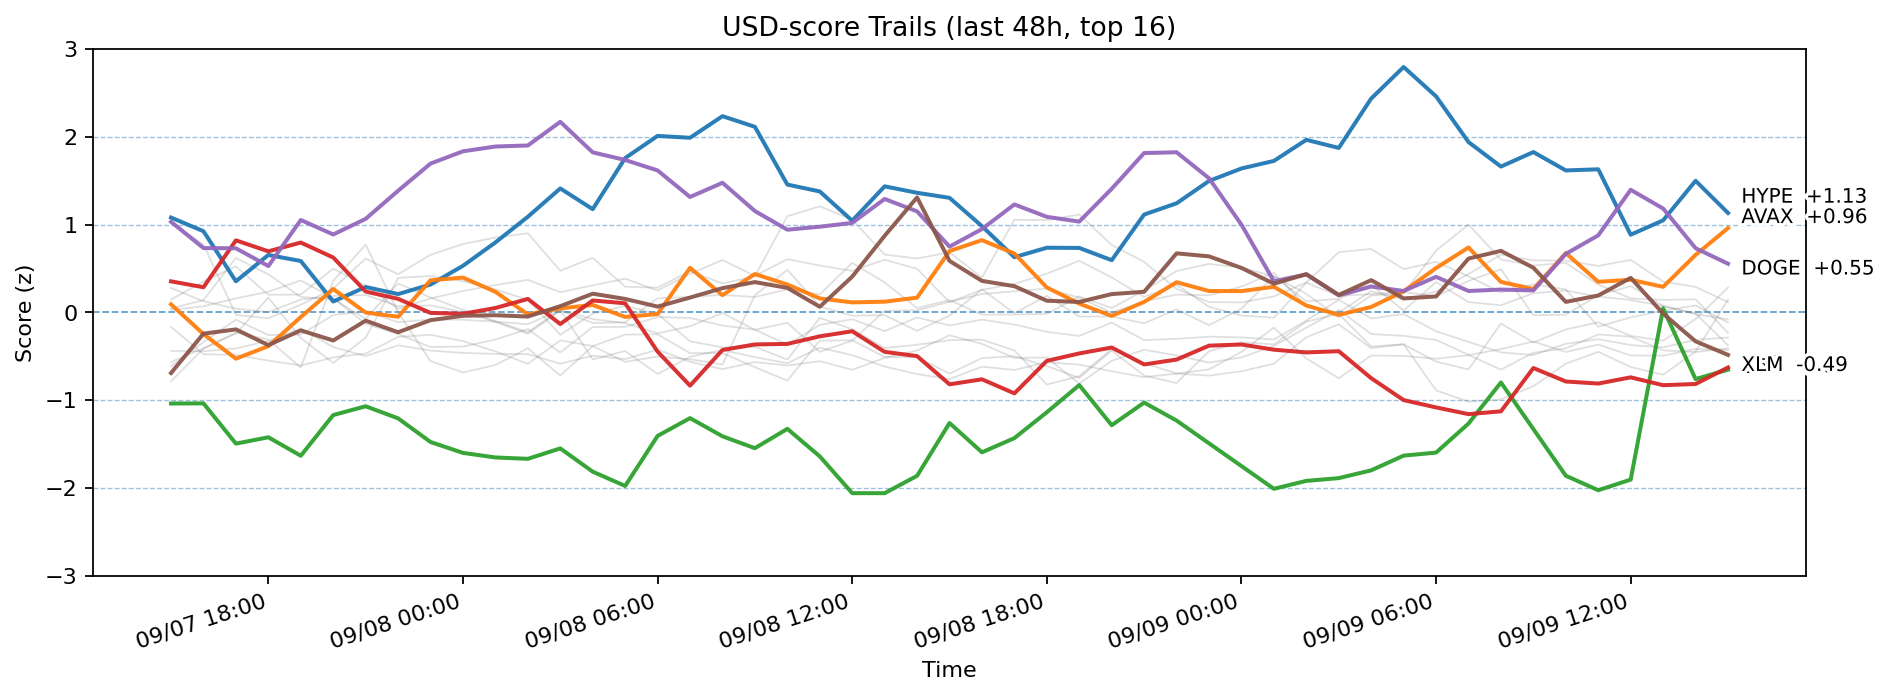 USD-score Trails (last 48h, top 16)
3
2
1
0
−1
−2
−3
Score (z)
HYPE +1.13
AVAX +0.96
DOGE +0.55
XLM -0.49
09/07 18:00
09/08 00:00
09/08 06:00
09/08 12:00
09/08 18:00
09/09 00:00
09/09 06:00
09/09 12:00
Time